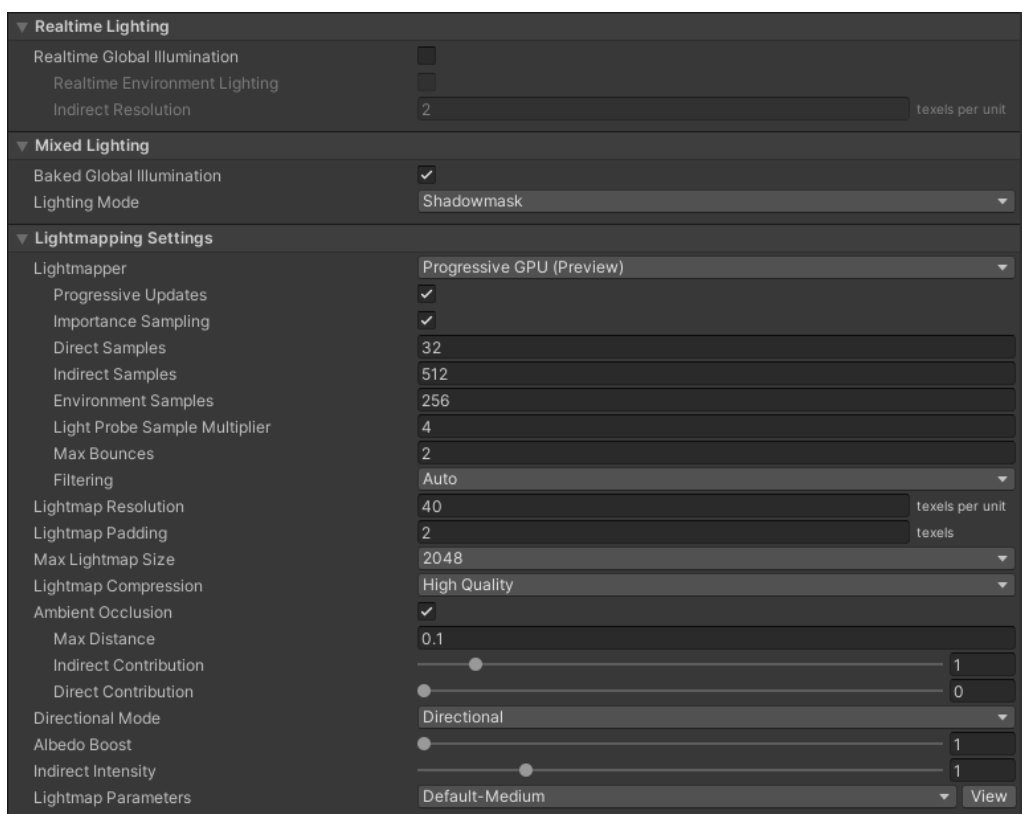 Realtime Lighting
Realtime Global Illumination
Realtime Environment Lighting
Indirect Resolution 2 texels per unit
Mixed Lighting
Baked Global Illumination
Lighting Mode Shadowmask
Lightmapping Settings
Lightmapper Progressive GPU (Preview)
Progressive Updates
Importance Sampling
Direct Samples 32
Indirect Samples 512
Environment Samples 256
Light Probe Sample Multiplier 4
Max Bounces 2
Filtering Auto
Lightmap Resolution 40 texels per unit
Lightmap Padding 2 texels
Max Lightmap Size 2048
Lightmap Compression High Quality
Ambient Occlusion
Max Distance 0.1
Indirect Contribution 1
Direct Contribution 0
Directional Mode Directional
Albedo Boost 1
Indirect Intensity 1
Lightmap Parameters Default-Medium View